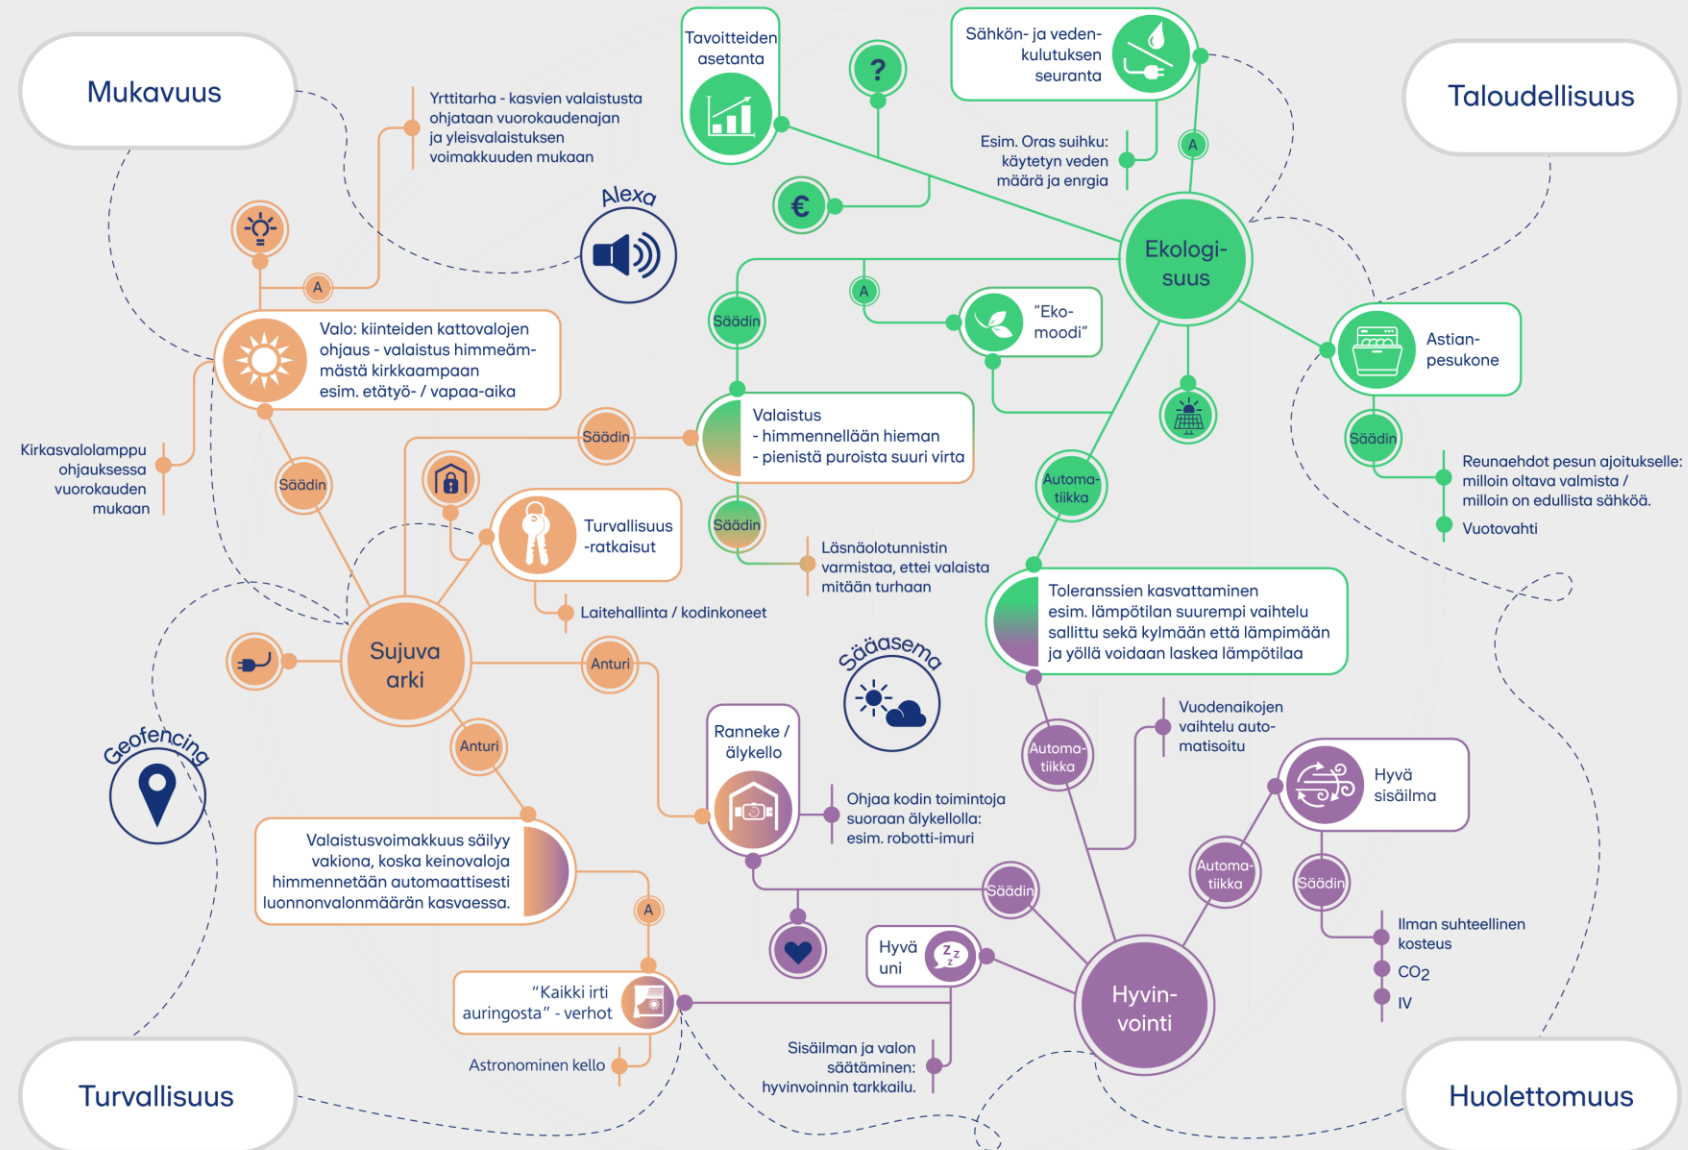 Mukavuus
Taloudellisuus
Turvallisuus
Huolettomuus
Tavoitteiden
asetanta
?
€
Sähkön- ja veden-
kulutuksen
seuranta
A
Esim. Oras suihku:
käytetyn veden
määrä ja enrgia
Ekologi-
suus
Yrttitarha - kasvien valaistusta
ohjataan vuorokaudenajan
ja yleisvalaistuksen
voimakkuuden mukaan
Alexa
A
Valo: kiinteiden kattovalojen
ohjaus - valaistus himmeäm-
mästä kirkkaampaan
esim. etätyö- / vapaa-aika
Kirkasvalolamppu
ohjauksessa
vuorokauden
mukaan
Säädin
Säädin
Säädin
A
"Eko-
moodi"
Astian-
pesukone
Säädin
Reunaehdot pesun ajoitukselle:
milloin oltava valmista /
milloin on edullista sähköä.
Vuotovahti
Valaistus
- himmennellään hieman
- pienistä puroista suuri virta
Säädin
Läsnäolotunnistin
varmistaa, ettei valaista
mitään turhaan
Automa-
tiikka
Turvallisuus
-ratkaisut
Laitehallinta / kodinkoneet
Sujuva
arki
Anturi
Anturi
Toleranssien kasvattaminen
esim. lämpötilan suurempi vaihtelu
sallittu sekä kylmään että lämpimään
ja yöllä voidaan laskea lämpötilaa
Sääasema
Geofencing
Ranneke /
älykello
Ohjaa kodin toimintoja
suoraan älykellolla:
esim. robotti-imuri
Automa-
tiikka
Vuodenaikojen
vaihtelu auto-
matisoitu
Hyvä
sisäilma
Automa-
tiikka
Säädin
Säädin
Ilman suhteellinen
kosteus
CO2
IV
Valaistusvoimakkuus säilyy
vakiona, koska keinovaloja
himmennetään automaattisesti
luonnonvalonmäärän kasvaessa.
A
"Kaikki irti
auringosta" - verhot
Astronominen kello
Hyvä
uni
Z z
z
Sisäilman ja valon
säätäminen:
hyvinvoinnin tarkkailu.
Hyvin-
vointi